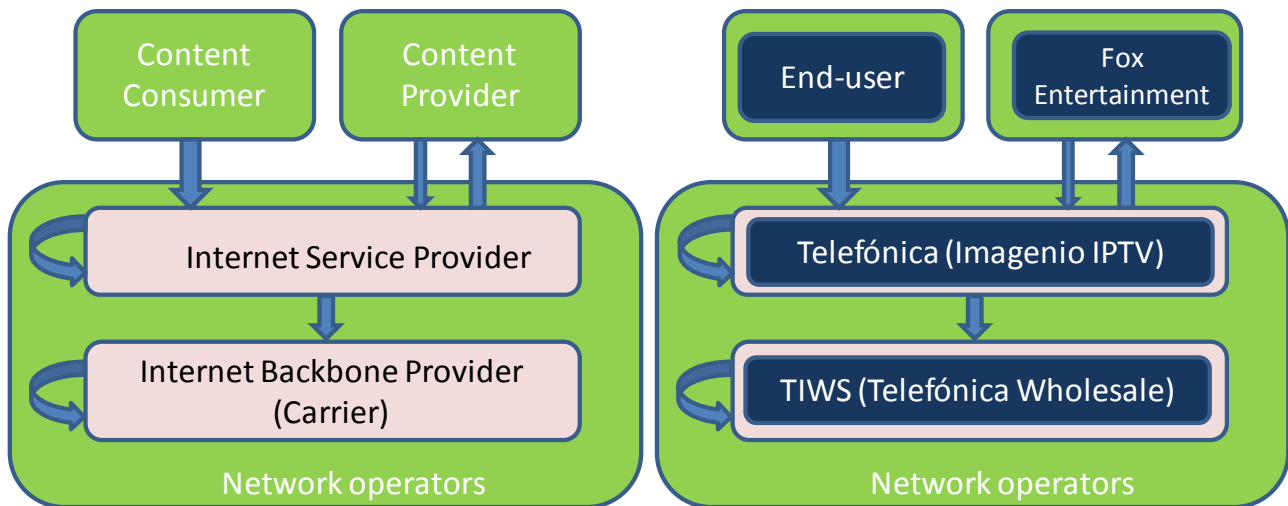 Content
Consumer
Content
Provider
Internet Service Provider
Internet Backbone Provider
(Carrier)
Network operators
End-user
Fox
Entertainment
Telefónica (Imagenio IPTV)
TIWS (Telefónica Wholesale)
Network operators